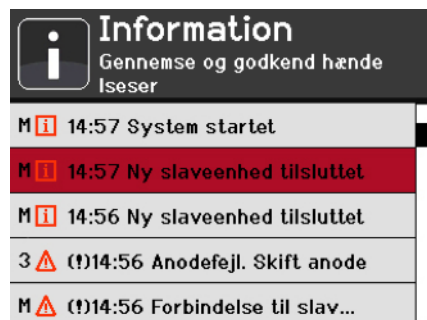 Information
Gennemse og godkend hænde
lseser
M 14:57 System startet
M 14:57 Ny slaveenhed tilsluttet
M 14:56 Ny slaveenhed tilsluttet
3 (!)14:56 Anodefejl. Skift anode
M (!)14:56 Forbindelse til slav...